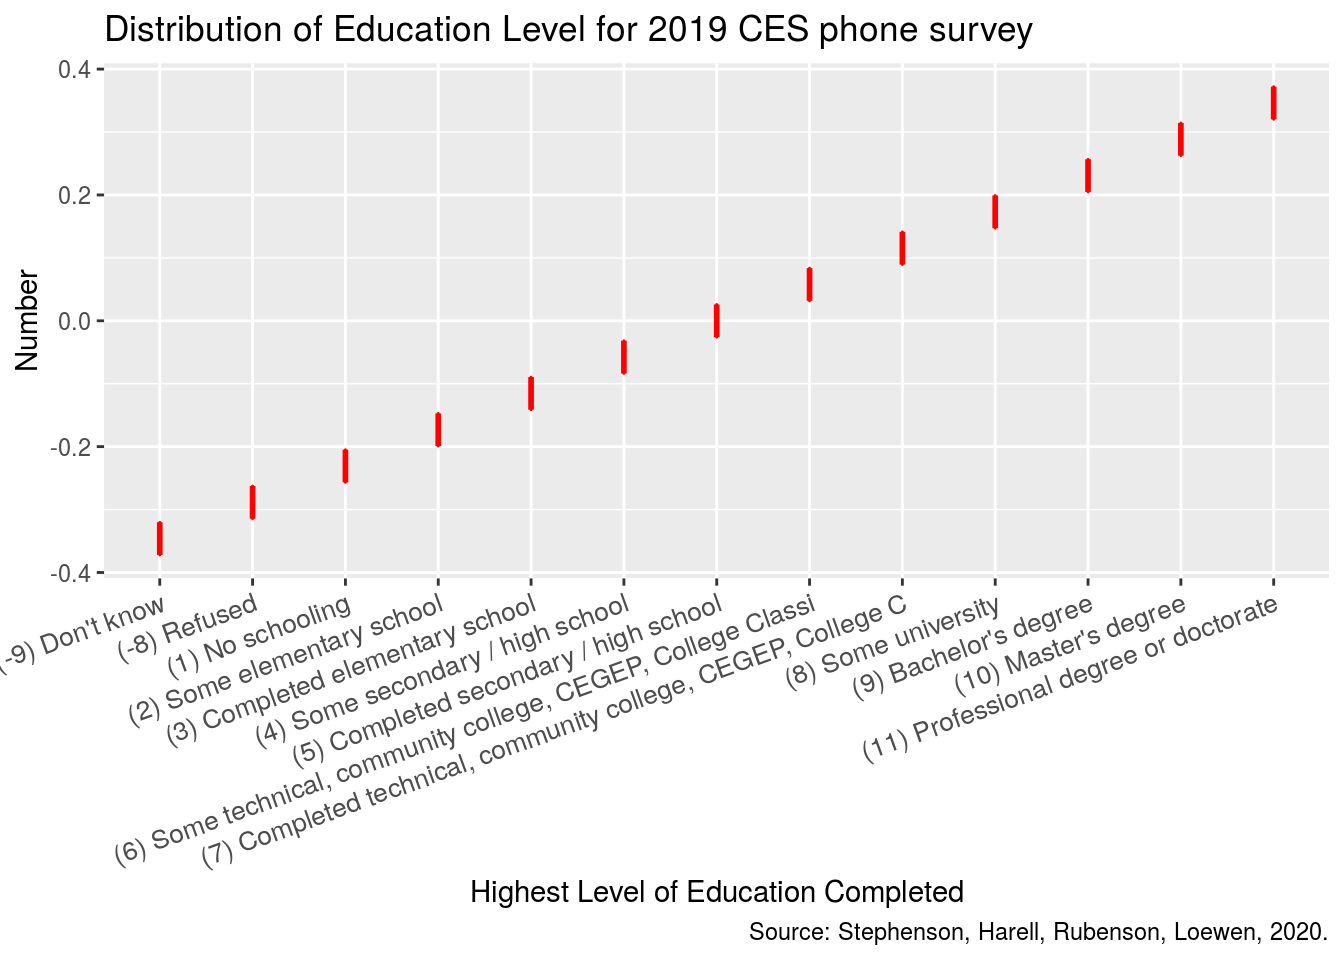 Distribution of Education Level for 2019 CES phone survey
0.4
0.2
0.0
-0.2
-0.4
Number
(-9) Don't know
(-8) Refused
(1) No schooling
(2) Some elementary school
(3) Completed elementary school
(4) Some secondary / high school
(5) Completed secondary / high school
(6) Some technical, community college, CEGEP, College Classi
(7) Completed technical, community college, CEGEP, College C
(8) Some university
(9) Bachelor's degree
(10) Master's degree
(11) Professional degree or doctorate
Highest Level of Education Completed
Source: Stephenson, Harell, Rubenson, Loewen, 2020.